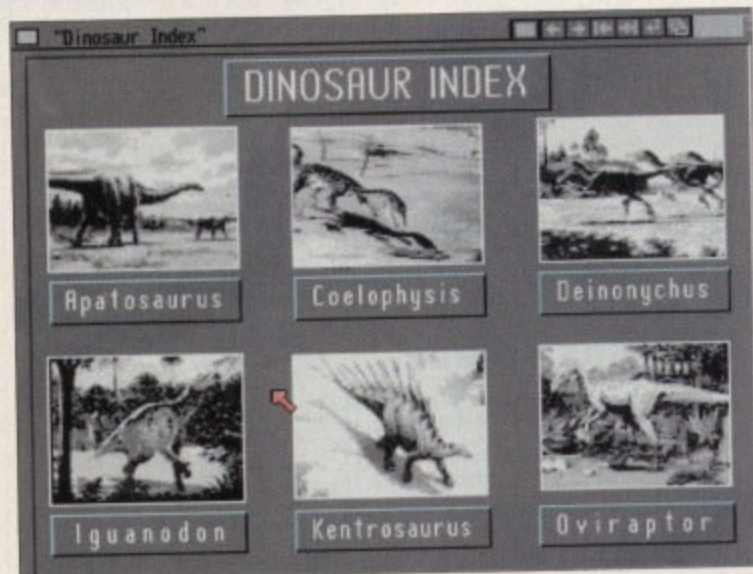 "Dinosaur Index"
DINOSAUR INDEX
Apatosaurus
Coelophysis
Deinonychus
Iguanodon
Kentrosaurus
Oviraptor